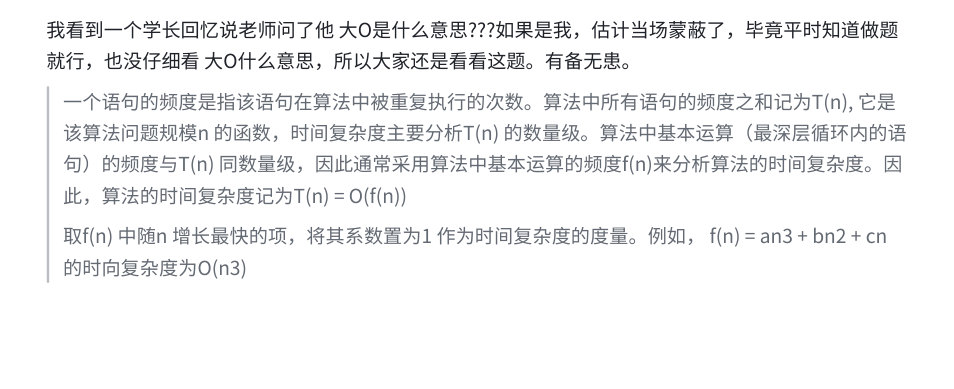 我看到一个学长回忆说老师问了他 大O是什么意思???如果是我，估计当场蒙蔽了，毕竟平时知道做题
就行，也没仔细看 大O什么意思，所以大家还是看看这题。有备无患。
一个语句的频度是指该语句在算法中被重复执行的次数。算法中所有语句的频度之和记为T(n), 它是
该算法问题规模n 的函数，时间复杂度主要分析T(n) 的数量级。算法中基本运算（最深层循环内的语
句）的频度与T(n) 同数量级，因此通常采用算法中基本运算的频度f(n)来分析算法的时间复杂度。因
此，算法的时间复杂度记为T(n) = O(f(n))
取f(n) 中随n 增长最快的项，将其系数置为1 作为时间复杂度的度量。例如， f(n) = an3 + bn2 + cn
的时向复杂度为O(n3)